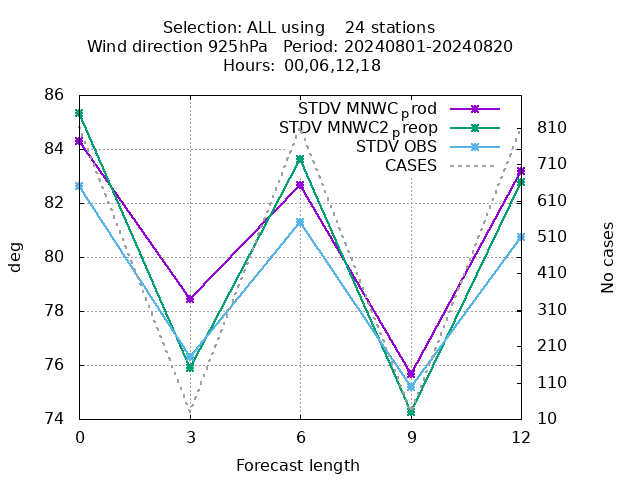 Selection: ALL using    24 stations
Wind direction 925hPa   Period: 20240801-20240820
Hours:  00,06,12,18
STDV MNWC_prod
STDV MNWC2_preop
STDV OBS
CASES
86
84
82
80
78
76
74
deg
810
710
610
510
410
310
210
110
10
No cases
0 3 6 9 12
Forecast length